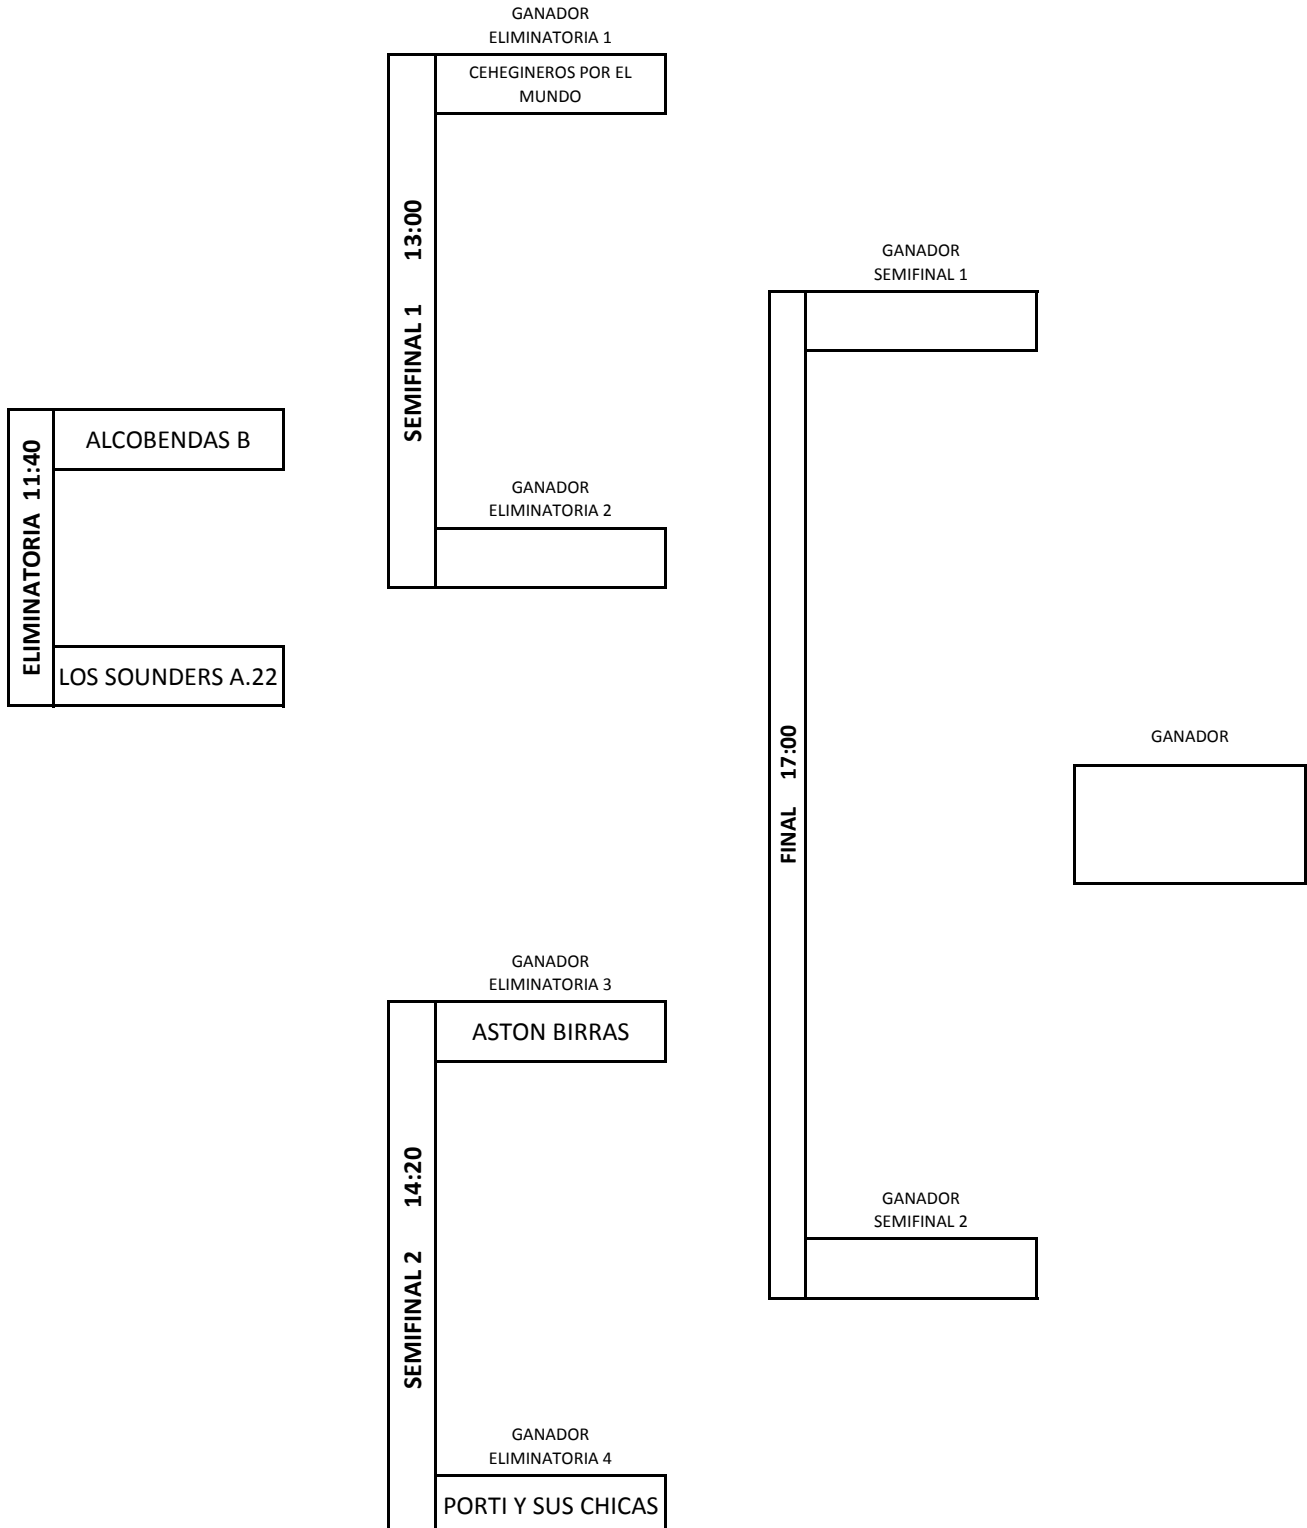 GANADOR
ELIMINATORIA 1
CEHEGINEROS POR EL
MUNDO
SEMIFINAL 1 13:00
GANADOR
ELIMINATORIA 2
ELIMINATORIA 11:40
ALCOBENDAS B
LOS SOUNDERS A.22
GANADOR
SEMIFINAL 1
FINAL 17:00
GANADOR
GANADOR
ELIMINATORIA 3
ASTON BIRRAS
SEMIFINAL 2 14:20
GANADOR
SEMIFINAL 2
GANADOR
ELIMINATORIA 4
PORTI Y SUS CHICAS